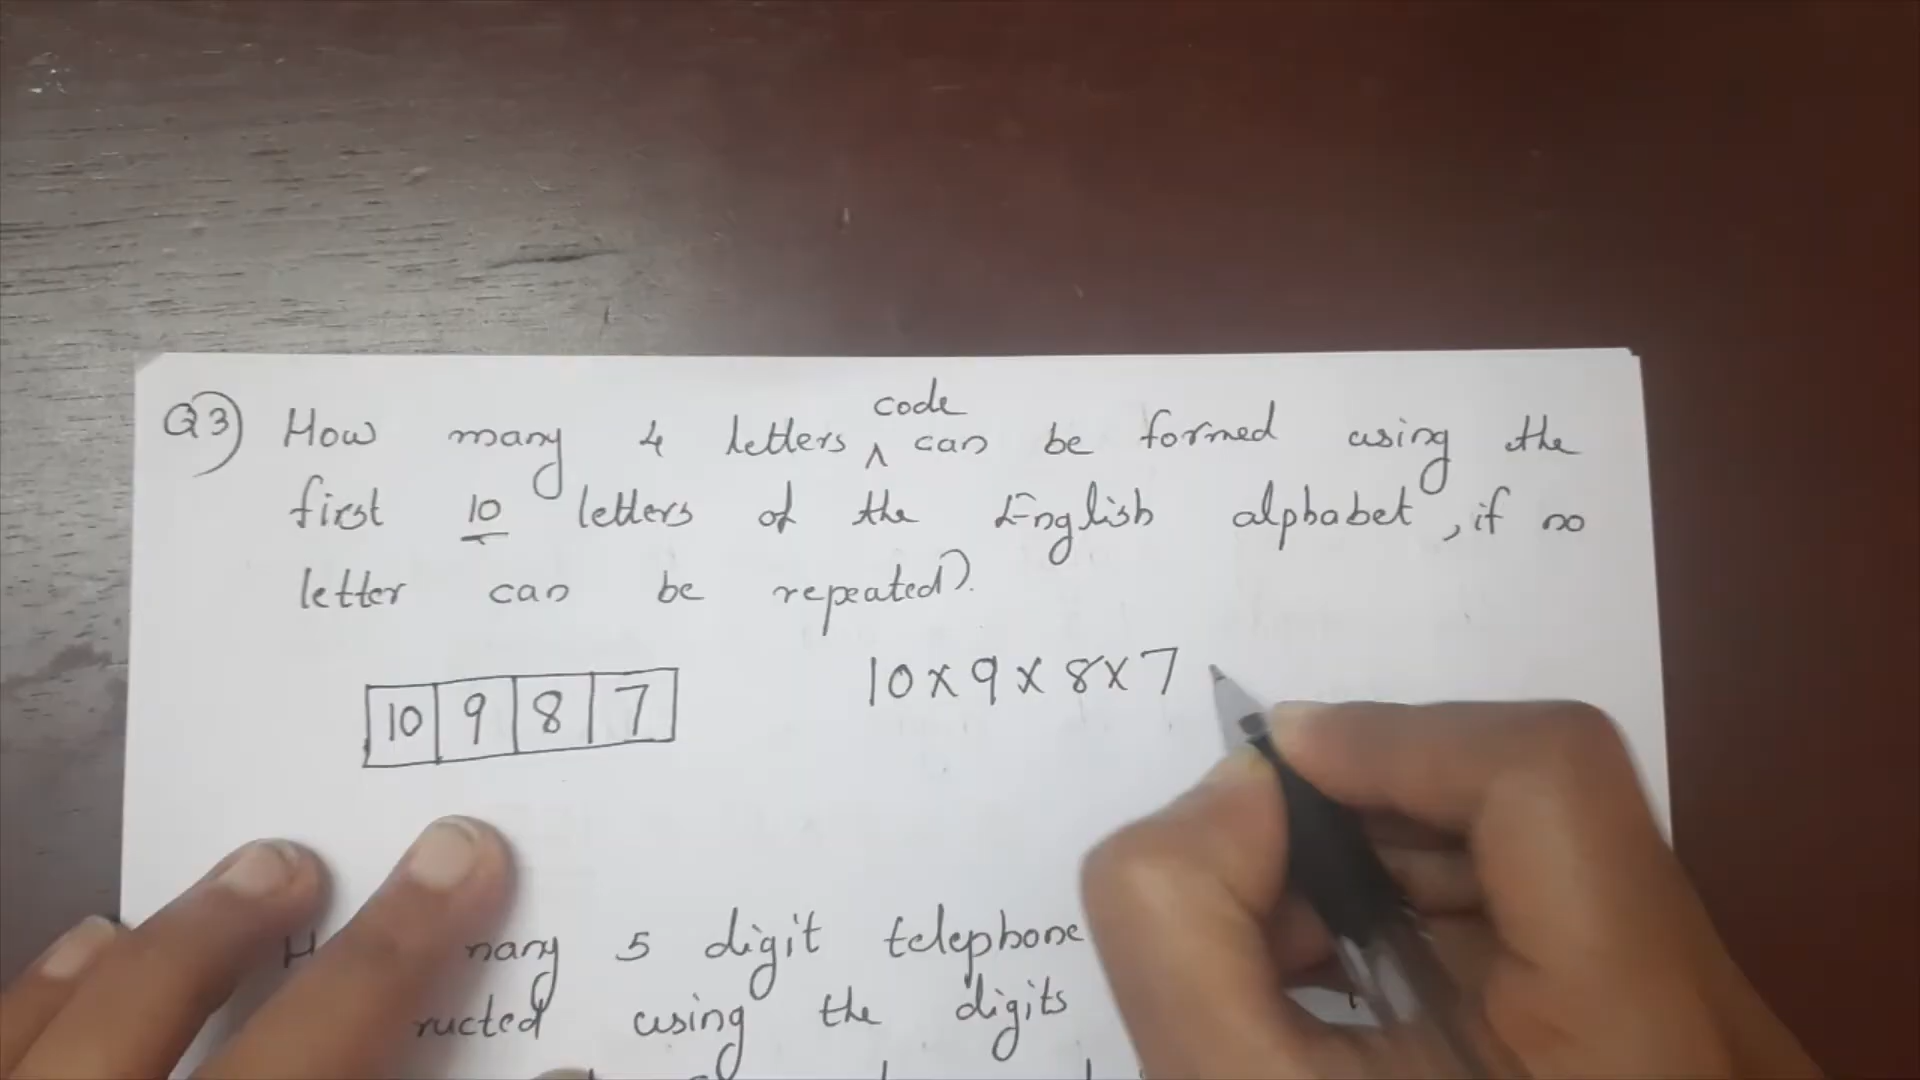 Q3) How many 4 letters code can be formed using the
first 10 letters of the English alphabet, if no
letter can be repeated?
10 9 8 7
10 x 9 x 8 x 7
many 5 digit telephone
ructed using the digits